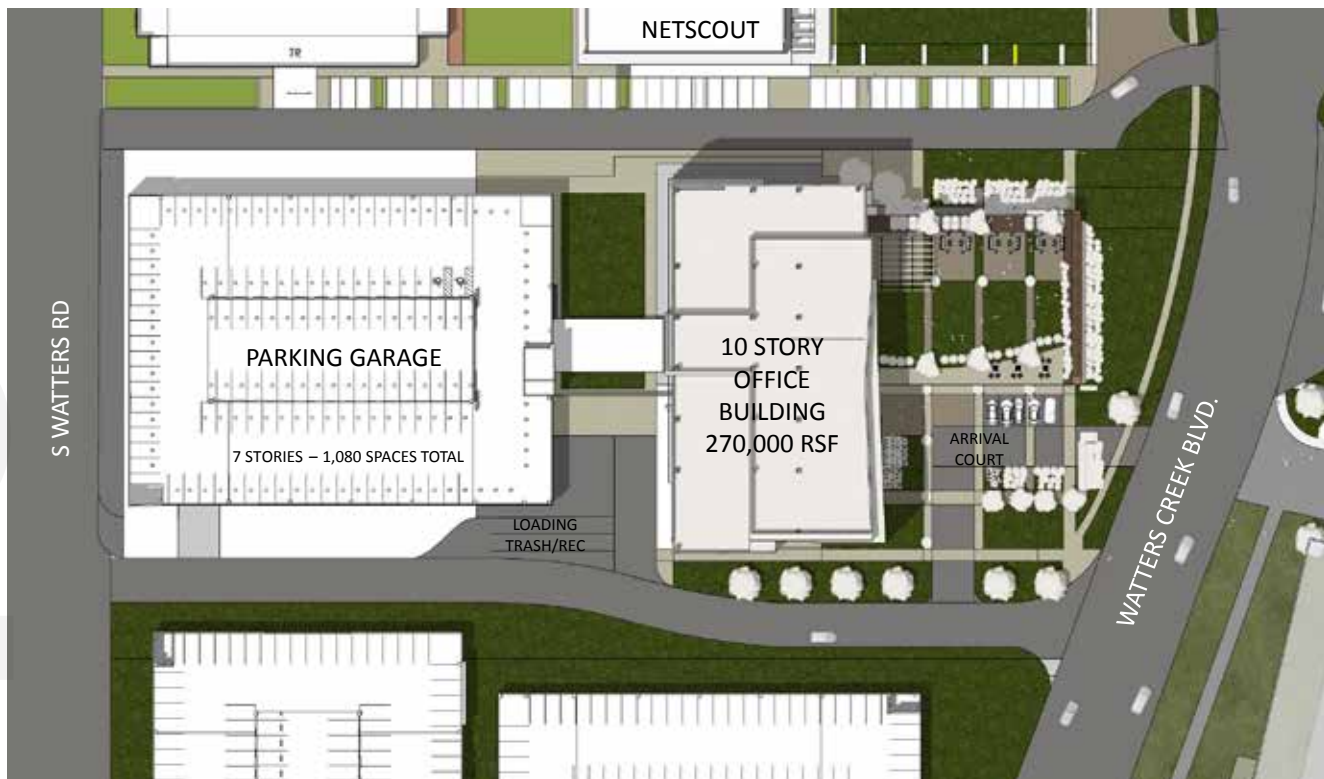 NETSCOUT
TR
S WATTERS RD
PARKING GARAGE
7 STORIES – 1,080 SPACES TOTAL
10 STORY
OFFICE
BUILDING
270,000 RSF
ARRIVAL
COURT
LOADING
TRASH/REC
WATTERS CREEK BLVD.